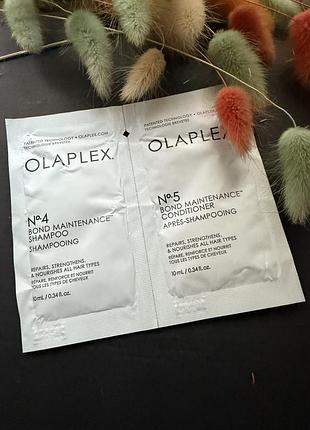 PATENTED TECHNOLOGY • OLAPLEX.COM
TECHNOLOGIE BREVETÉE
OLAPLEX.
Nº4
BOND MAINTENANCE™
SHAMPOO
SHAMPOOING
REPAIRS, STRENGTHENS,
& NOURISHES ALL HAIR TYPES
RÉPARE, RENFORCE ET NOURRIT
TOUS LES TYPES DE CHEVEUX
10mL / 0.34 fl.oz.
PATENTED TECHNOLOGY • OLAPLEX
TECHNOLOGIE BREVETÉE
OLAPLEX
Nº5
BOND MAINTENANCE™
CONDITIONER
APRÈS-SHAMPOOING
REPAIRS, STRENGTHENS,
& NOURISHES ALL HAIR TYPES
RÉPARE, RENFORCE ET NOURRIT
TOUS LES TYPES DE CHEVEUX
10mL / 0.34 fl.oz.